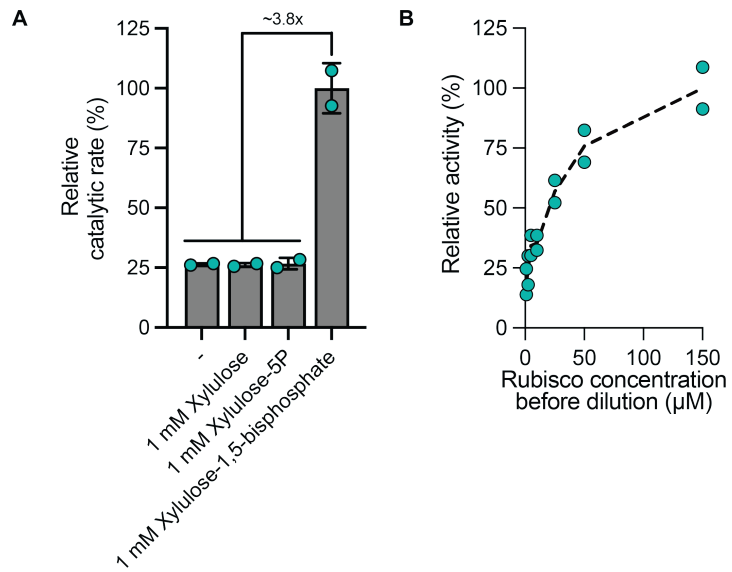 A
~3.8x
125
100
75
50
25
0
Relative
catalytic rate (%)
-
1 mM Xylulose
1 mM Xylulose-5P
1 mM Xylulose-1,5-bisphosphate
B
125
100
75
50
25
0
Relative activity (%)
0 50 100 150
Rubisco concentration
before dilution (µM)